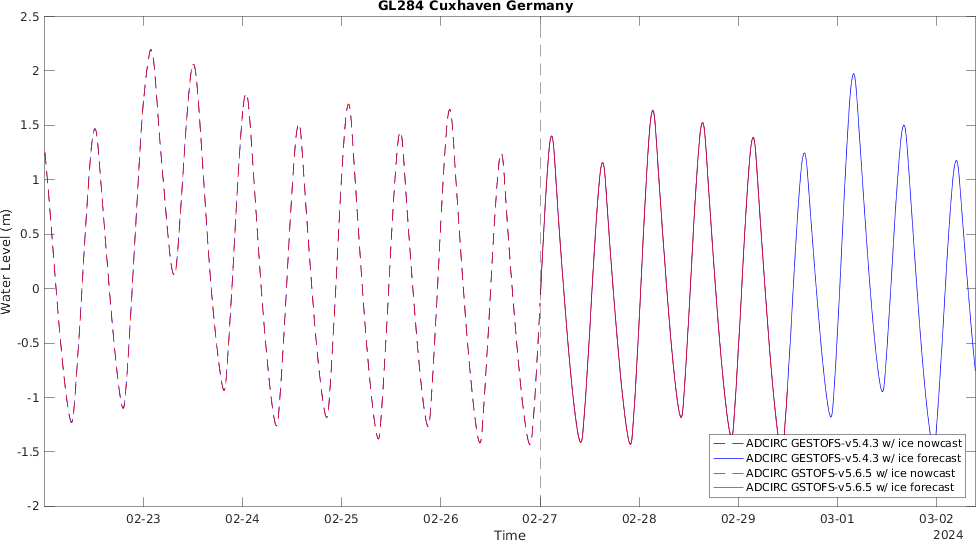 GL284 Cuxhaven Germany
2.5
2
1.5
1
0.5
0
-0.5
-1
-1.5
-2
Water Level (m)
ADCIRC GESTOFS-v5.4.3 w/ ice nowcast
ADCIRC GESTOFS-v5.4.3 w/ ice forecast
ADCIRC GSTOFS-v5.6.5 w/ ice nowcast
ADCIRC GSTOFS-v5.6.5 w/ ice forecast
02-23 02-24 02-25 02-26 02-27 02-28 02-29 03-01 03-02
Time 2024